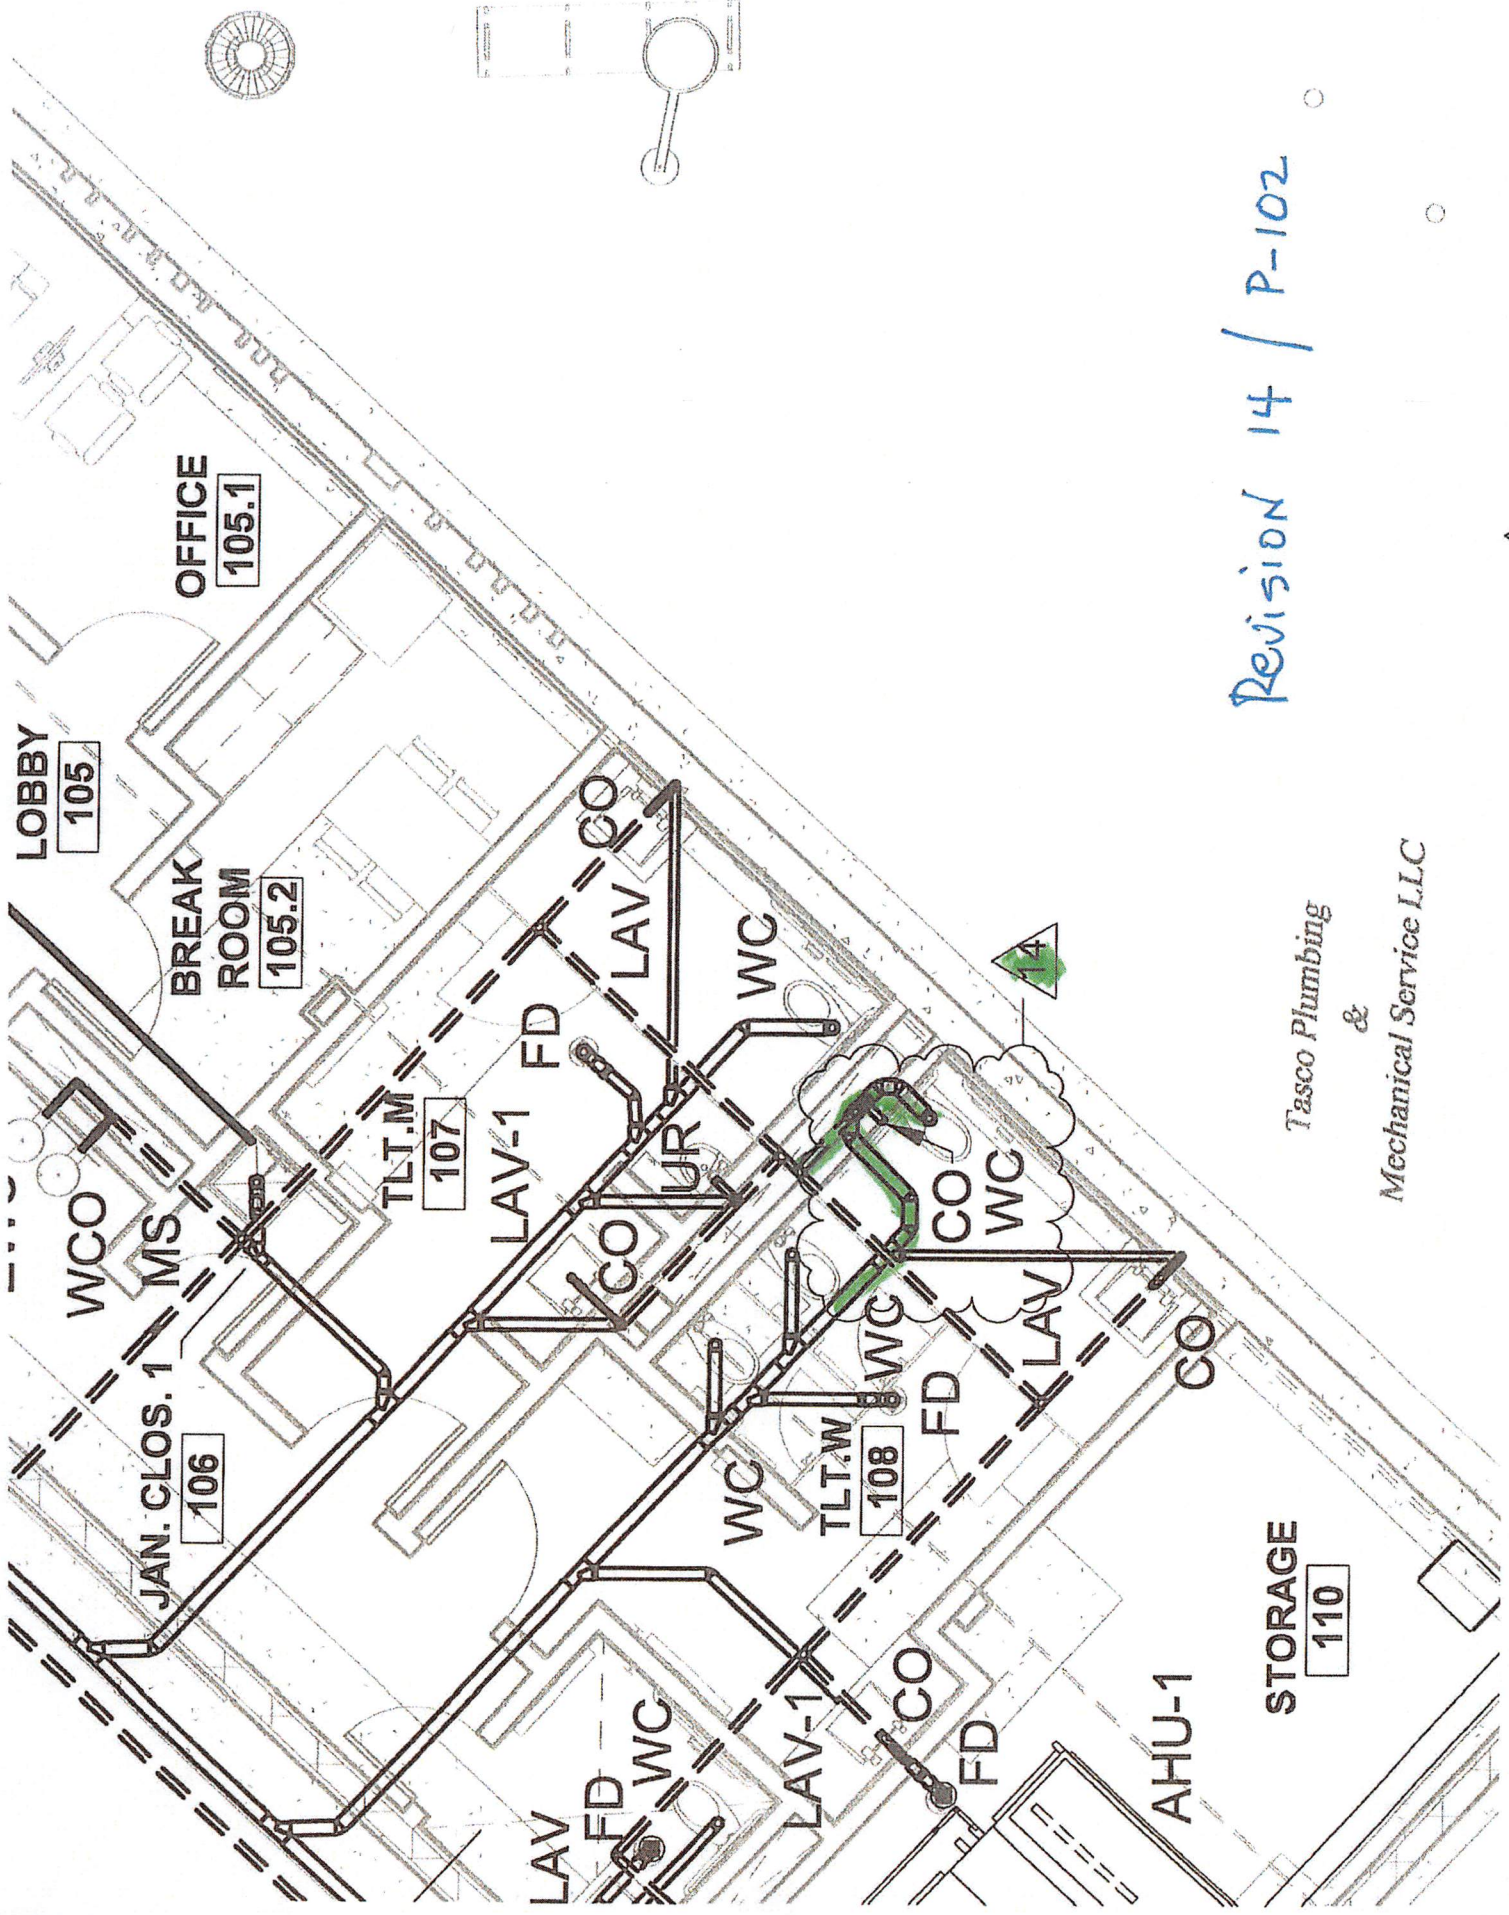 LOBBY
105
OFFICE
105.1
BREAK
ROOM
105.2
WCO
MS
JAN. CLOS. 1
106
TLT.M
107
LAV-1
FD
CO
LAV
WC
UR
CO
14
CO
WC
LAV
CO
WC
FD
WC
TLT.W
108
LAV
FD
WC
LAV-1
CO
FD
AHU-1
STORAGE
110
Revision 14 / P-102
Tasco Plumbing
&
Mechanical Service LLC